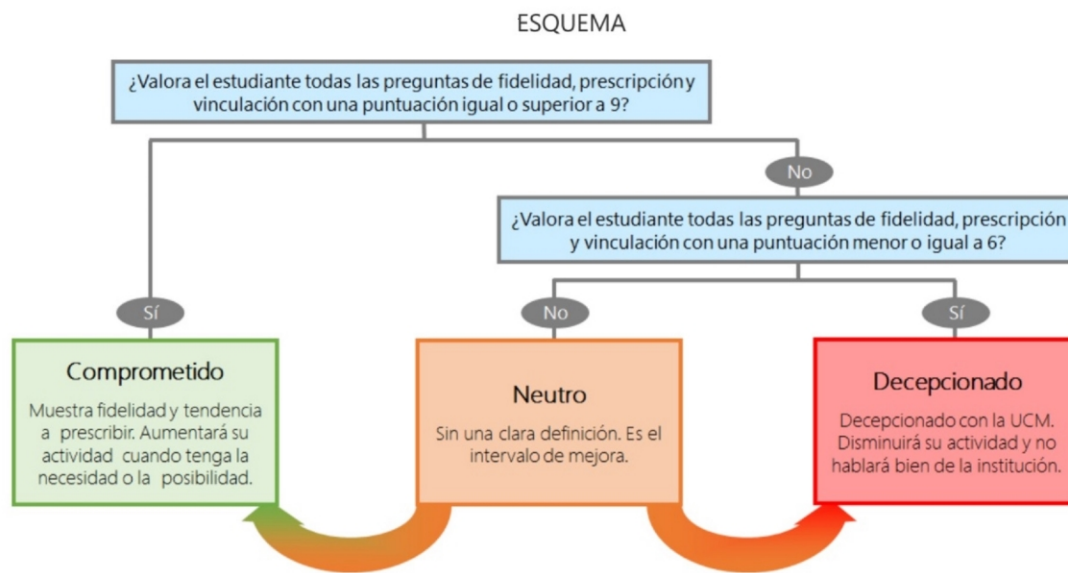 ESQUEMA
¿Valora el estudiante todas las preguntas de fidelidad, prescripción y
vinculación con una puntuación igual o superior a 9?
No
¿Valora el estudiante todas las preguntas de fidelidad, prescripción
y vinculación con una puntuación menor o igual a 6?
Sí
No
Sí
Comprometido
Muestra fidelidad y tendencia
a prescribir. Aumentará su
actividad cuando tenga la
necesidad o la posibilidad.
Neutro
Sin una clara definición. Es el
intervalo de mejora.
Decepcionado
Decepcionado con la UCM.
Disminuirá su actividad y no
hablará bien de la institución.